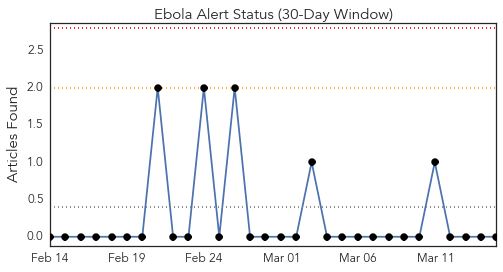 Ebola Alert Status (30-Day Window)
Articles Found
2.5
2.0
1.5
1.0
0.5
0.0
Feb 14 Feb 19 Feb 24 Mar 01 Mar 06 Mar 11